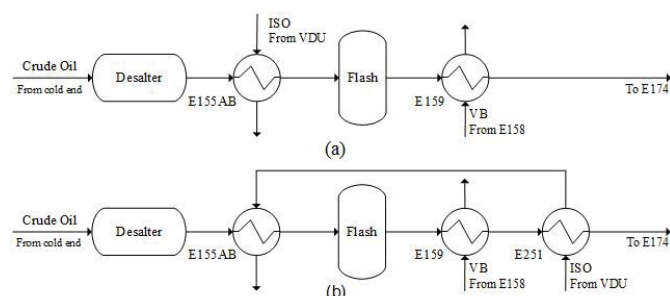 ISO
From VDU
Crude Oil
From cold end
Desalter
E155AB
Flash
E159
VB
From E158
To E174
(a)
Crude Oil
From cold end
Desalter
E155AB
Flash
E159
VB
From E158
E251
ISO
From VDU
To E174
(b)